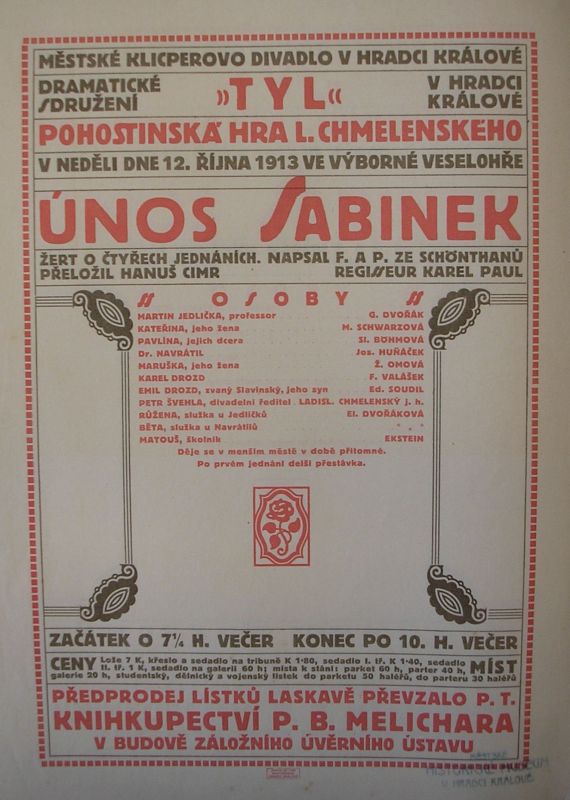 MĚSTSKÉ KLICPEROVO DIVADLO V HRADCI KRÁLOVÉ
DRAMATICKÉ SDRUŽENÍ
»TYL«
V HRADCI KRÁLOVÉ
POHOSTINSKÁ HRA L. CHMELENSKÉHO
V NEDĚLI DNE 12. ŘÍJNA 1913 VE VÝBORNÉ VESELOHŘE
ÚNOS SABINEK
ŽERT O ČTYŘECH JEDNÁNÍCH. NAPSAL F. A P. ZE SCHÖNTHANŮ
PŘELOŽIL HANUŠ CIMR REGISSEUR KAREL PAUL
OSOBY
MARTIN JEDLIČKA, professor G. DVOŘÁK
KATEŘINA, jeho žena M. SCHWARZOVÁ
PAVLÍNA, jejich dcera Sl. BÖHMOVÁ
Dr. NAVRÁTIL Jos. HUŇÁČEK
MARUŠKA, jeho žena Ž. OMOVÁ
KAREL DROZD F. VALÁŠEK
EMIL DROZD, zvaný Slavinský, jeho syn Ed. SOUDIL
PETR ŠVEHLA, divadelní ředitel LADISL. CHMELENSKÝ j. h.
RŮŽENA, služka u Jedličků El. DVOŘÁKOVÁ
BĚTA, služka u Navrátilů * * *
MATOUŠ, školník EKSTEIN
Děje se v menším městě v době přítomné.
Po prvém jednání delší přestávka.
ZAČÁTEK O 7¼ H. VEČER KONEC PO 10. H. VEČER
CENY MÍST
Lože 7 K, křeslo a sedadlo na tribuně K 1·80, sedadlo I. tř. K 1·40, sedadlo
II. tř. 1 K, sedadlo na galerii 60 h; místa k stání: parket 60 h, parter 40 h,
galerie 20 h, studentský, dělnický a vojenský lístek do parketu 50 haléřů, do parteru 30 haléřů
PŘEDPRODEJ LÍSTKŮ LASKAVĚ PŘEVZALO P. T.
KNIHKUPECTVÍ P. B. MELICHARA
V BUDOVĚ ZÁLOŽNÍHO ÚVĚRNÍHO ÚSTAVU
HISTORICKÉ MUSEUM
V HRADCI KRÁLOVÉ